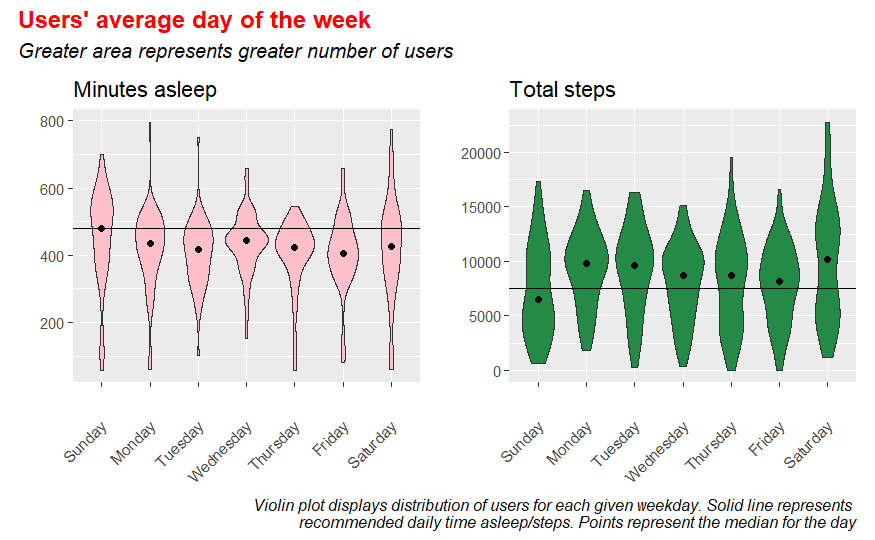 Users' average day of the week
Greater area represents greater number of users
Minutes asleep
800
600
400
200
Sunday
Monday
Tuesday
Wednesday
Thursday
Friday
Saturday
Total steps
20000
15000
10000
5000
0
Sunday
Monday
Tuesday
Wednesday
Thursday
Friday
Saturday
Violin plot displays distribution of users for each given weekday. Solid line represents
recommended daily time asleep/steps. Points represent the median for the day